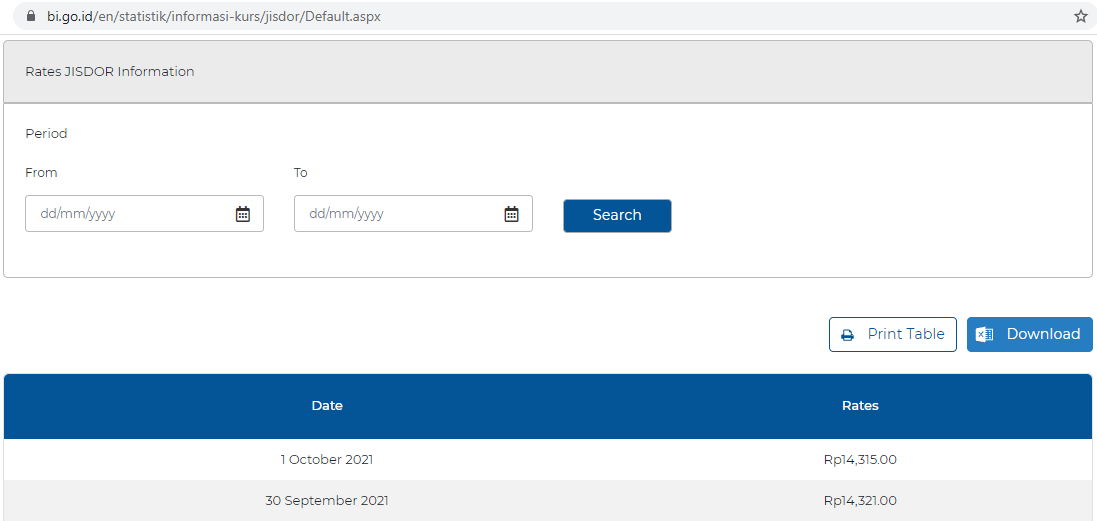 bi.go.id/en/statistik/informasi-kurs/jisdor/Default.aspx
Rates JISDOR Information
Period
From To
dd/mm/yyyy dd/mm/yyyy Search
Print Table Download
Date Rates
1 October 2021 Rp14,315.00
30 September 2021 Rp14,321.00